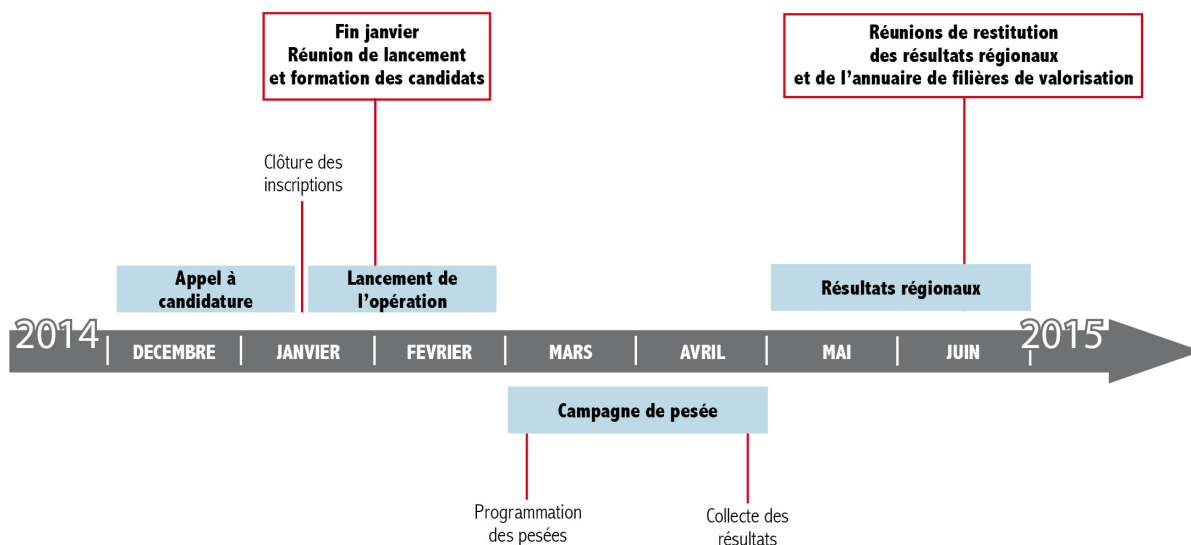 Fin janvier
Réunion de lancement
et formation des candidats
Réunions de restitution
des résultats régionaux
et de l'annuaire de filières de valorisation
Clôture des
inscriptions
Appel à
candidature
Lancement de
l'opération
Résultats régionaux
2014
DECEMBRE
JANVIER
FEVRIER
MARS
AVRIL
MAI
JUIN
2015
Campagne de pesée
Programmation
des pesées
Collecte des
résultats